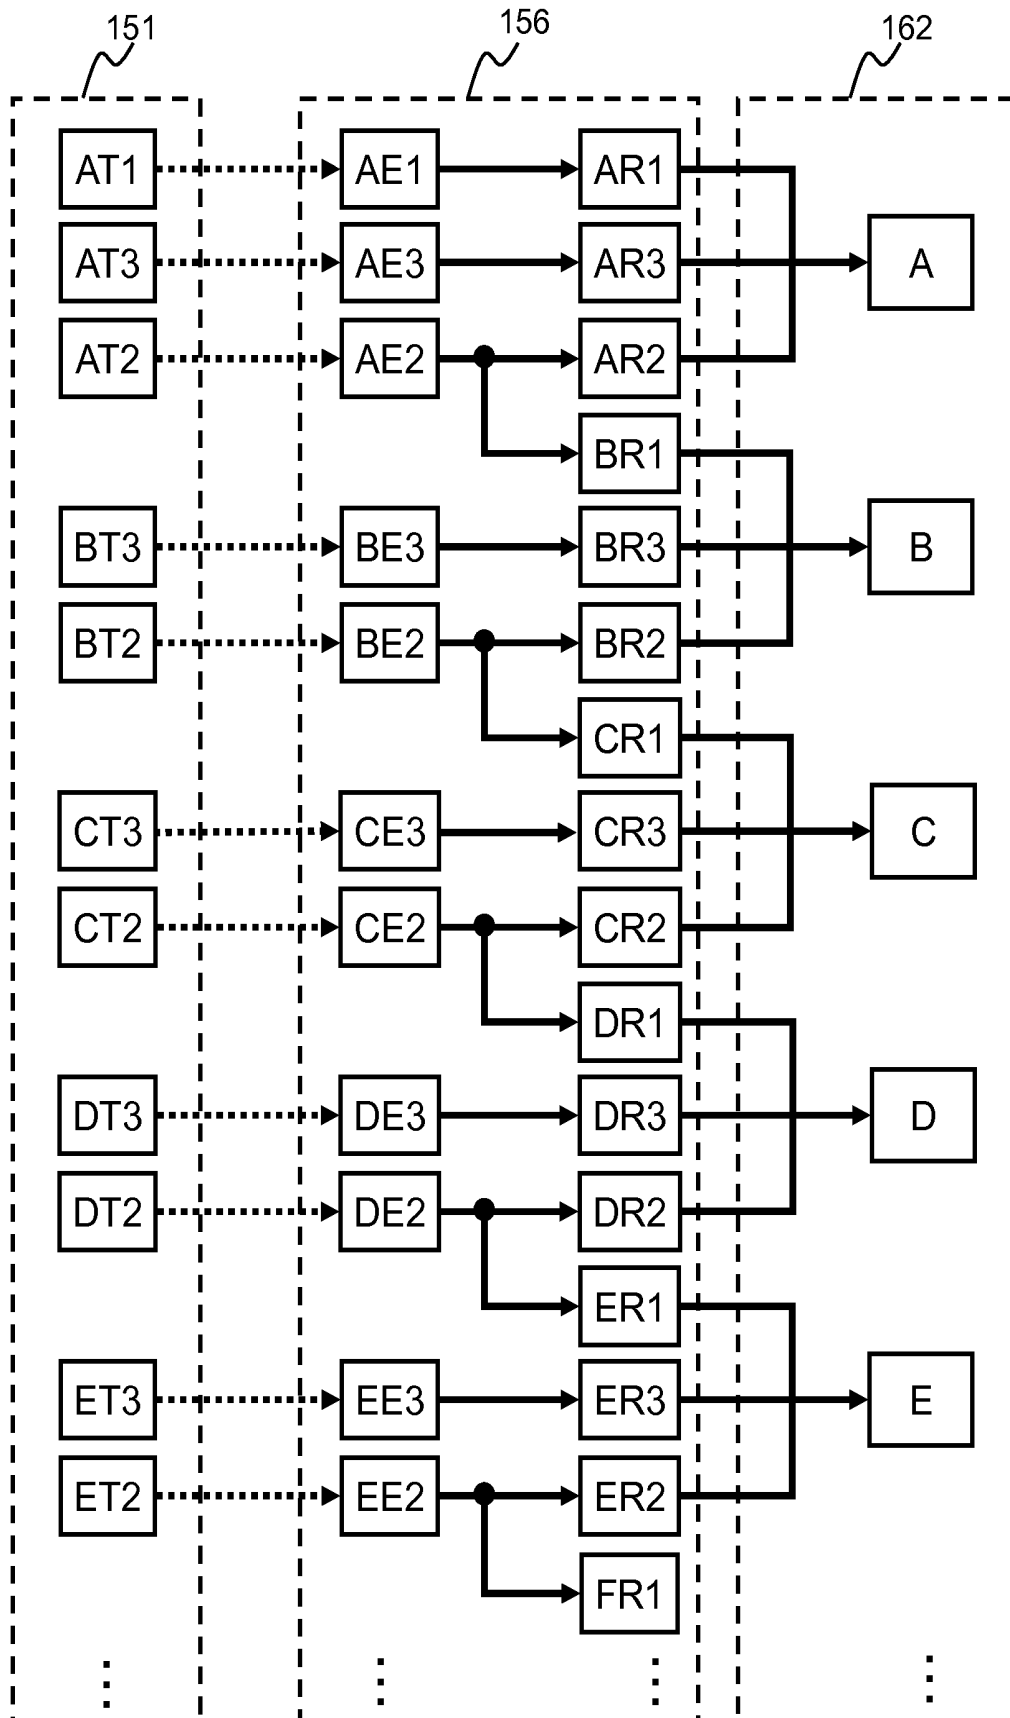 151 156 162
AT1 AE1 AR1
AT3 AE3 AR3 A
AT2 AE2 AR2
BR1
BT3 BE3 BR3 B
BT2 BE2 BR2
CR1
CT3 CE3 CR3 C
CT2 CE2 CR2
DR1
DT3 DE3 DR3 D
DT2 DE2 DR2
ER1
ET3 EE3 ER3 E
ET2 EE2 ER2
FR1